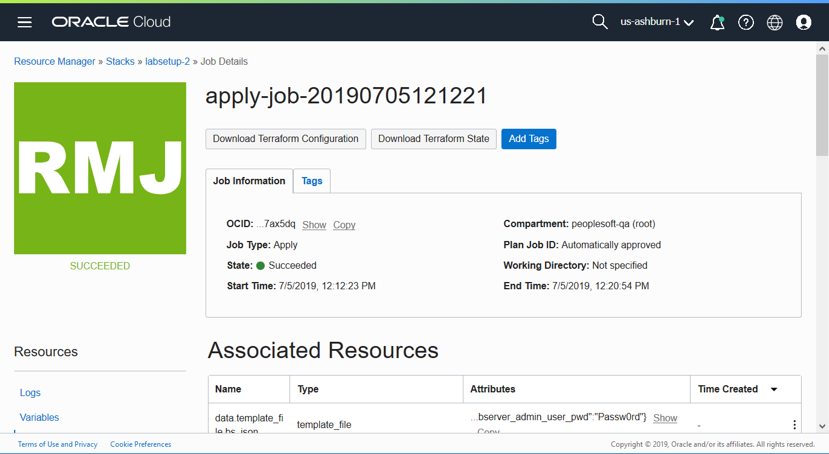 ORACLE Cloud
us-ashburn-1
Resource Manager » Stacks » labsetup-2 » Job Details
RMJ
SUCCEEDED
apply-job-20190705121221
Download Terraform Configuration
Download Terraform State
Add Tags
Job Information
Tags
OCID: ...7ax5dq Show Copy
Compartment: peoplesoft-qa (root)
Job Type: Apply
Plan Job ID: Automatically approved
State: Succeeded
Working Directory: Not specified
Start Time: 7/5/2019, 12:12:23 PM
End Time: 7/5/2019, 12:20:54 PM
Resources
Logs
Variables
Associated Resources
Name
Type
Attributes
Time Created
data.template_fi
le.bs_json
template_file
...bserver_admin_user_pwd":"Passw0rd"} Show
Copy
-
Terms of Use and Privacy
Cookie Preferences
Copyright © 2019, Oracle and/or its affiliates. All rights reserved.